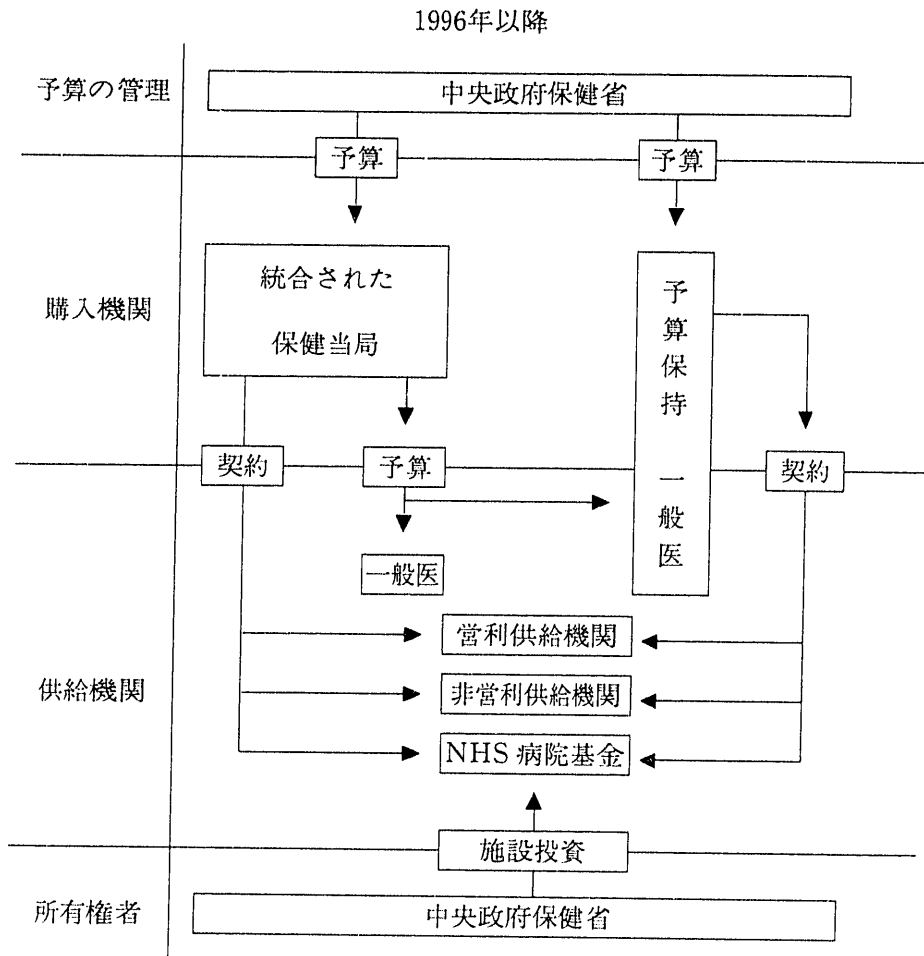 1996年以降
予算の管理
中央政府保健省
予算
予算
購入機関
統合された
保健当局
予算保持 一般医
契約
予算
契約
一般医
供給機関
営利供給機関
非営利供給機関
NHS 病院基金
施設投資
所有権者
中央政府保健省